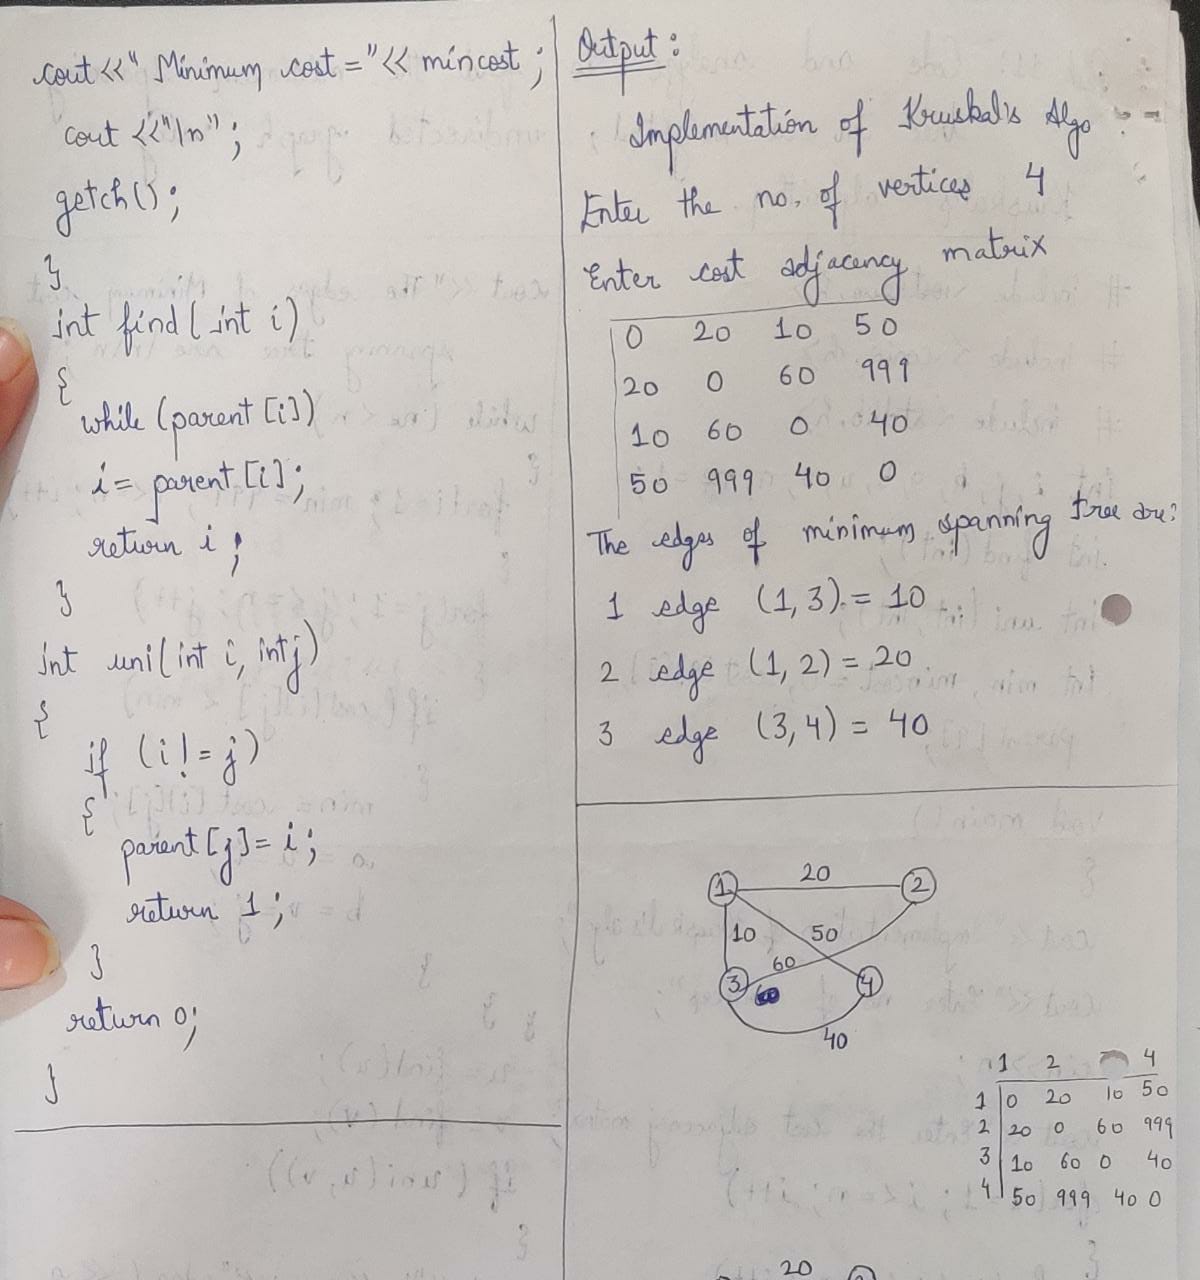 cout <<" Minimum cost ="<< mincost ;
cout <<"\n";
getch();
}
int find( int i)
{
while (parent [i])
i = parent [i];
return i ;
}
int uni(int i, int j)
{
if (i != j)
{
parent[j]= i ;
return 1 ;
}
return 0;
}
Output :
Implementation of Kruskal's Algo :-
Enter the no. of vertices 4
Enter cost adjacency matrix
0 20 10 50
20 0 60 999
10 60 0 40
50 999 40 0
The edges of minimum spanning tree are:
1 edge (1, 3) = 10
2 edge (1, 2) = 20
3 edge (3, 4) = 40
1 20 2
10 50
60
3 4
40
1 2 4
1 0 20 10 50
2 20 0 60 999
3 10 60 0 40
4 50 999 40 0
20